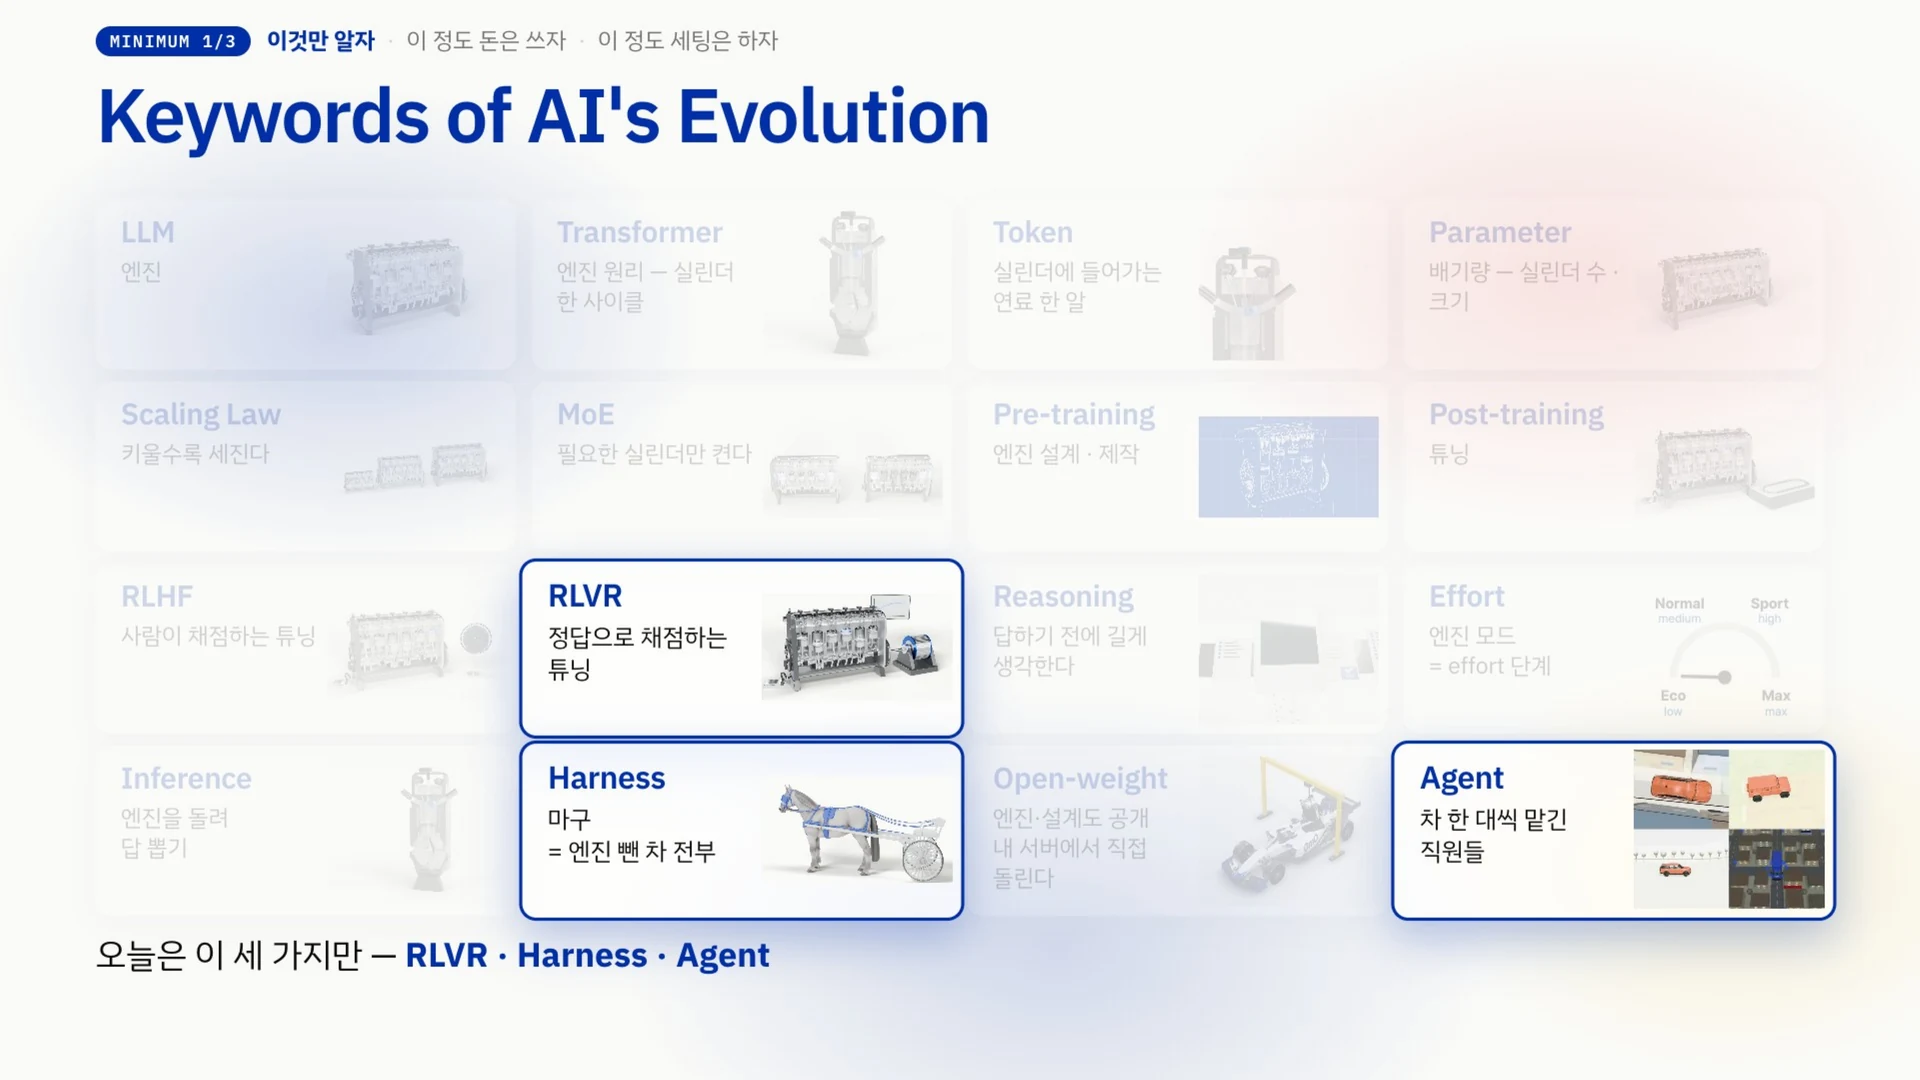 MINIMUM 1/3 이것만 알자 · 이 정도 돈은 쓰자 · 이 정도 세팅은 하자
Keywords of AI's Evolution
LLM
엔진
Transformer
엔진 원리 — 실린더
한 사이클
Token
실린더에 들어가는
연료 한 알
Parameter
배기량 — 실린더 수 ·
크기
Scaling Law
키울수록 세진다
MoE
필요한 실린더만 켠다
Pre-training
엔진 설계 · 제작
Post-training
튜닝
RLHF
사람이 채점하는 튜닝
RLVR
정답으로 채점하는
튜닝
Reasoning
답하기 전에 길게
생각한다
Effort
엔진 모드
= effort 단계
Normal
medium
Sport
high
Eco
low
Max
max
Inference
엔진을 돌려
답 뽑기
Harness
마구
= 엔진 뺀 차 전부
Open-weight
엔진·설계도 공개
내 서버에서 직접
돌린다
Agent
차 한 대씩 맡긴
직원들
오늘은 이 세 가지만 — RLVR · Harness · Agent